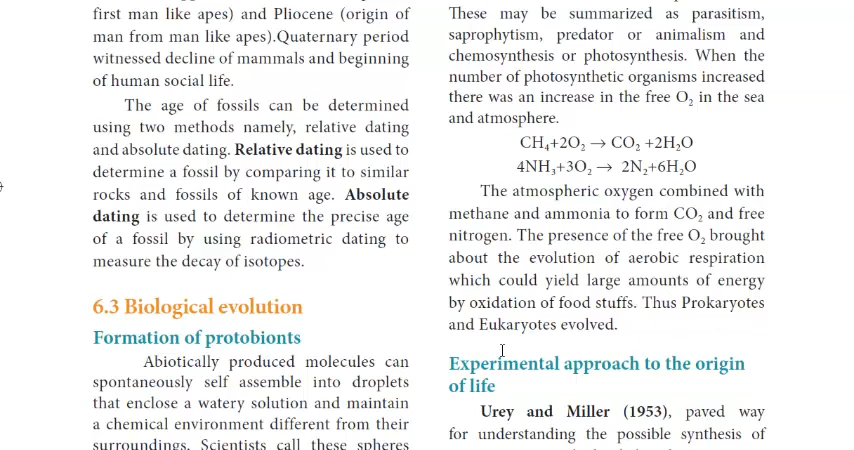 first man like apes) and Pliocene (origin of
man from man like apes).Quaternary period
witnessed decline of mammals and beginning
of human social life.
The age of fossils can be determined
using two methods namely, relative dating
and absolute dating. Relative dating is used to
determine a fossil by comparing it to similar
rocks and fossils of known age. Absolute
dating is used to determine the precise age
of a fossil by using radiometric dating to
measure the decay of isotopes.
6.3 Biological evolution
Formation of protobionts
Abiotically produced molecules can
spontaneously self assemble into droplets
that enclose a watery solution and maintain
a chemical environment different from their
surroundings. Scientists call these spheres
These may be summarized as parasitism,
saprophytism, predator or animalism and
chemosynthesis or photosynthesis. When the
number of photosynthetic organisms increased
there was an increase in the free O₂ in the sea
and atmosphere.
CH₄+2O₂ → CO₂ +2H₂O
4NH₃+3O₂ → 2N₂+6H₂O
The atmospheric oxygen combined with
methane and ammonia to form CO₂ and free
nitrogen. The presence of the free O₂ brought
about the evolution of aerobic respiration
which could yield large amounts of energy
by oxidation of food stuffs. Thus Prokaryotes
and Eukaryotes evolved.
Experimental approach to the origin
of life
Urey and Miller (1953), paved way
for understanding the possible synthesis of